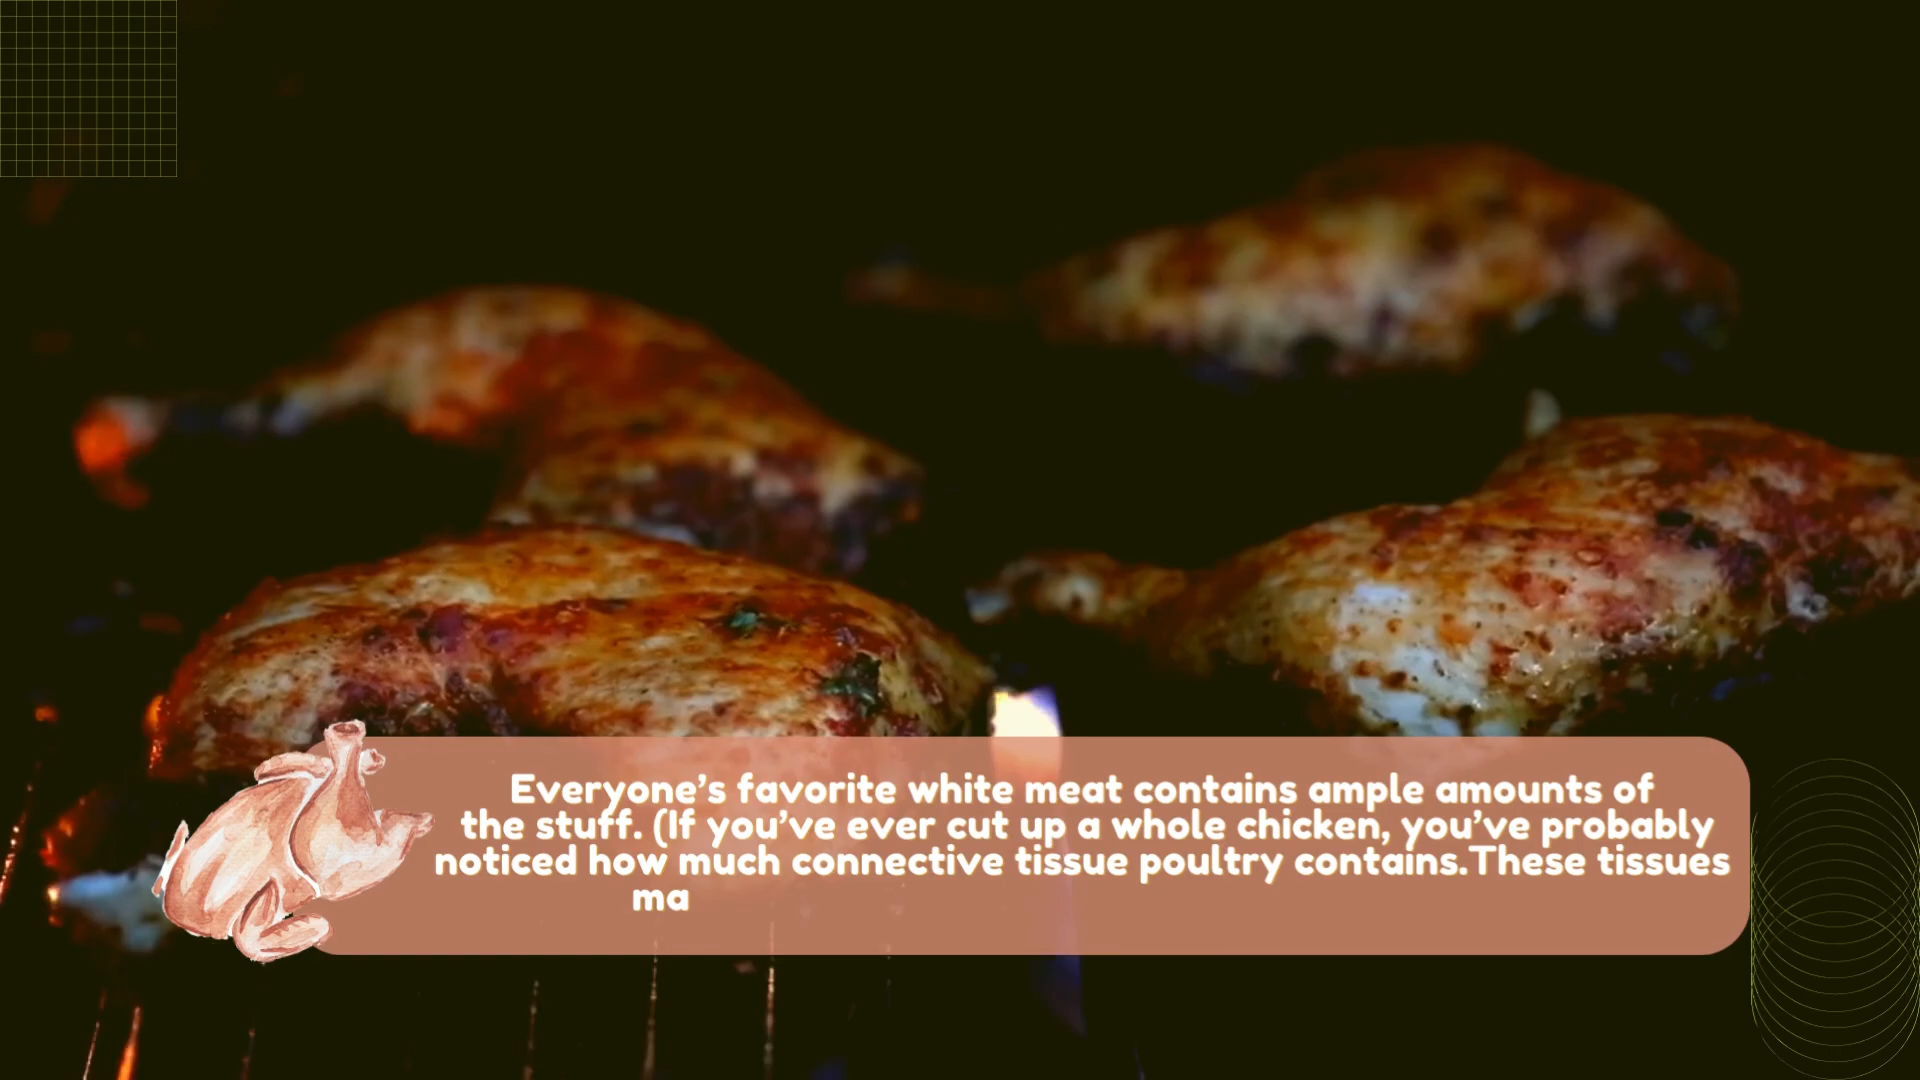 Everyone’s favorite white meat contains ample amounts of
the stuff. (If you’ve ever cut up a whole chicken, you’ve probably
noticed how much connective tissue poultry contains.These tissues
ma